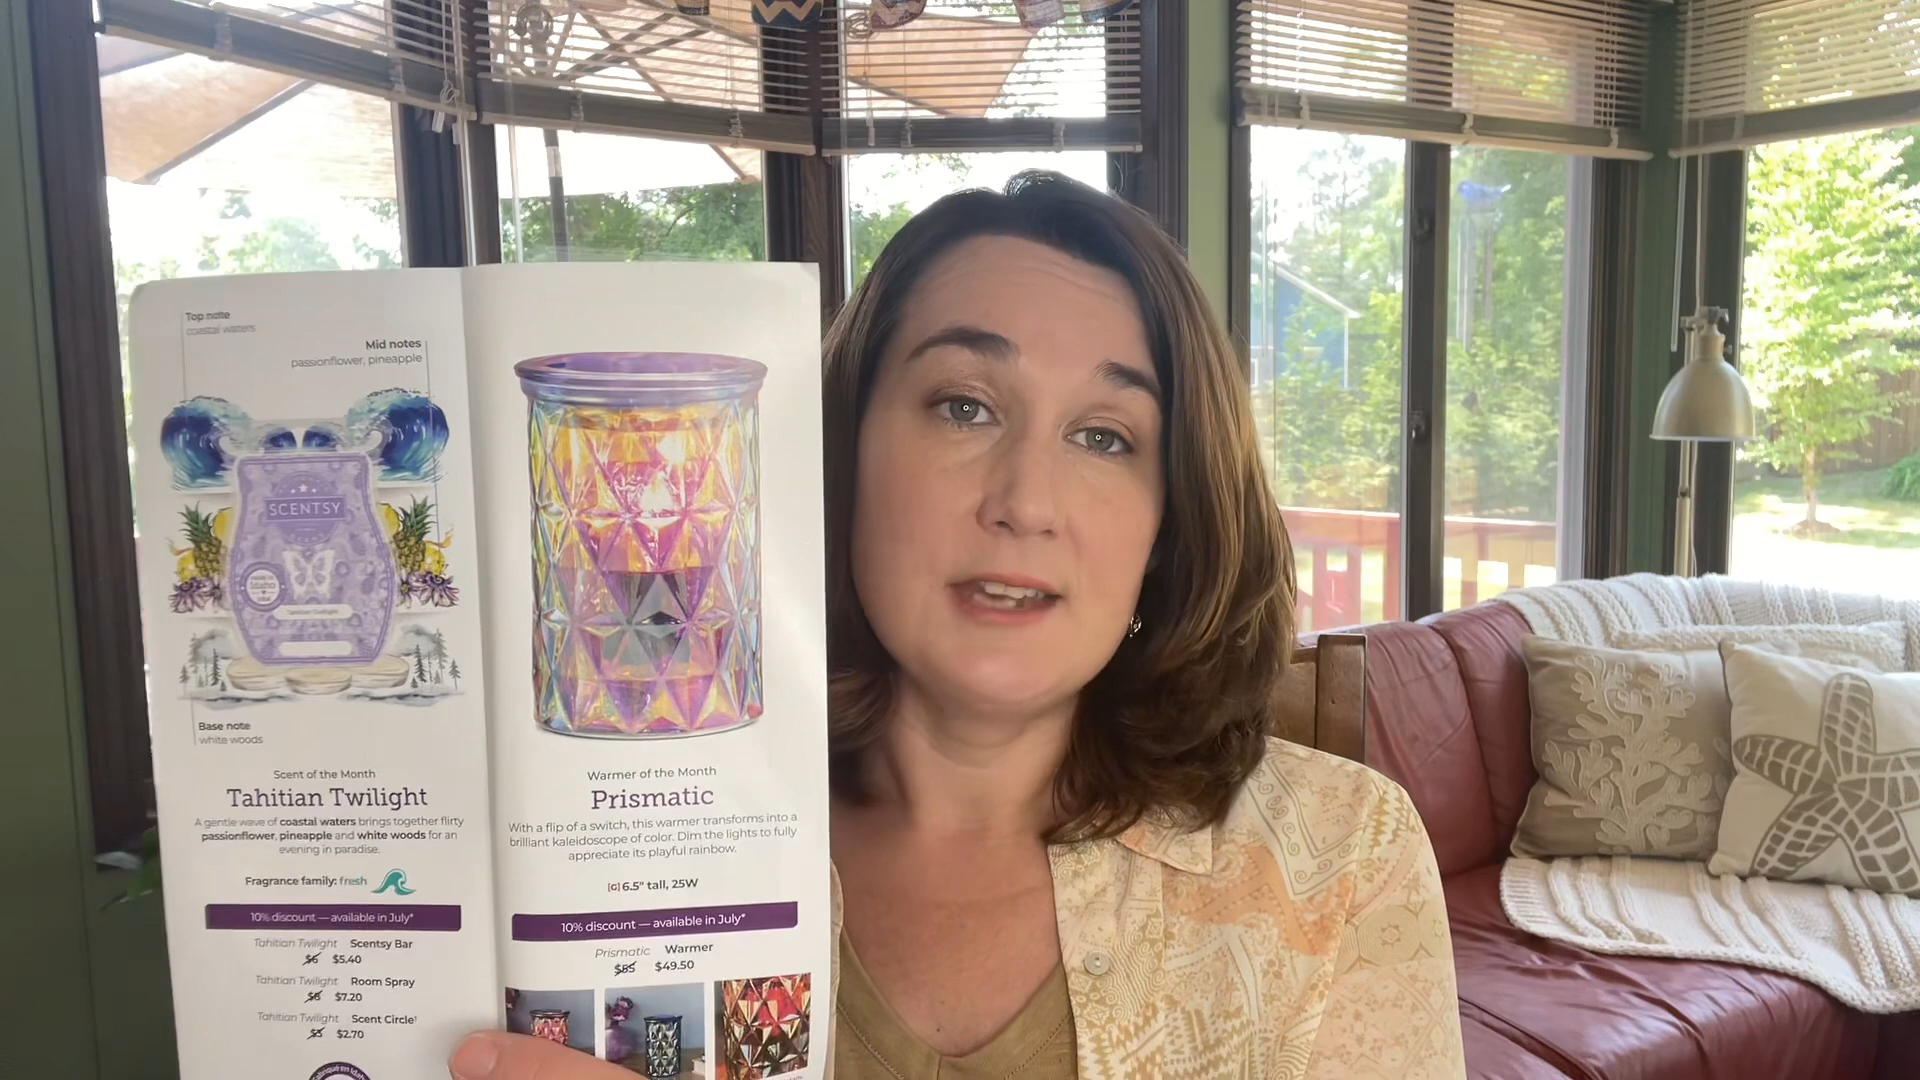 Top note
coastal waters
Mid notes
passionflower, pineapple
SCENTSY
Tahitian Twilight
Base note
white woods
Scent of the Month
Tahitian Twilight
A gentle wave of coastal waters brings together flirty
passionflower, pineapple and white woods for an
evening in paradise.
Fragrance family: fresh
10% discount — available in July*
Tahitian Twilight Scentsy Bar
$6 $5.40
Tahitian Twilight Room Spray
$8 $7.20
Tahitian Twilight Scent Circle†
$3 $2.70
Warmer of the Month
Prismatic
With a flip of a switch, this warmer transforms into a
brilliant kaleidoscope of color. Dim the lights to fully
appreciate its playful rainbow.
[G] 6.5" tall, 25W
10% discount — available in July*
Prismatic Warmer
$55 $49.50